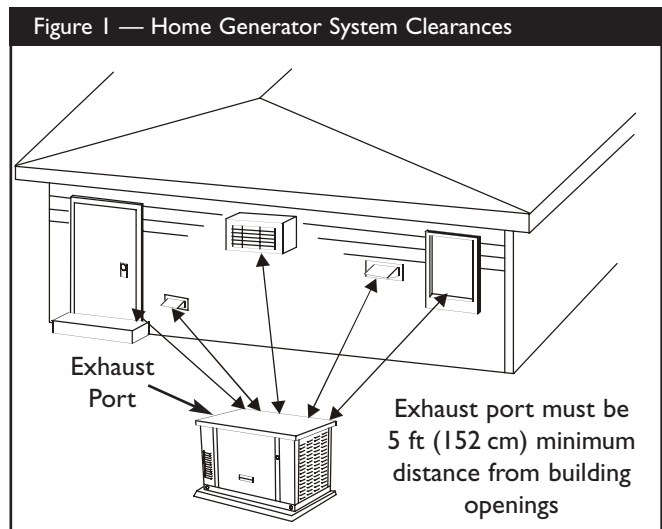 Figure 1 — Home Generator System Clearances
Exhaust
Port
Exhaust port must be
5 ft (152 cm) minimum
distance from building
openings